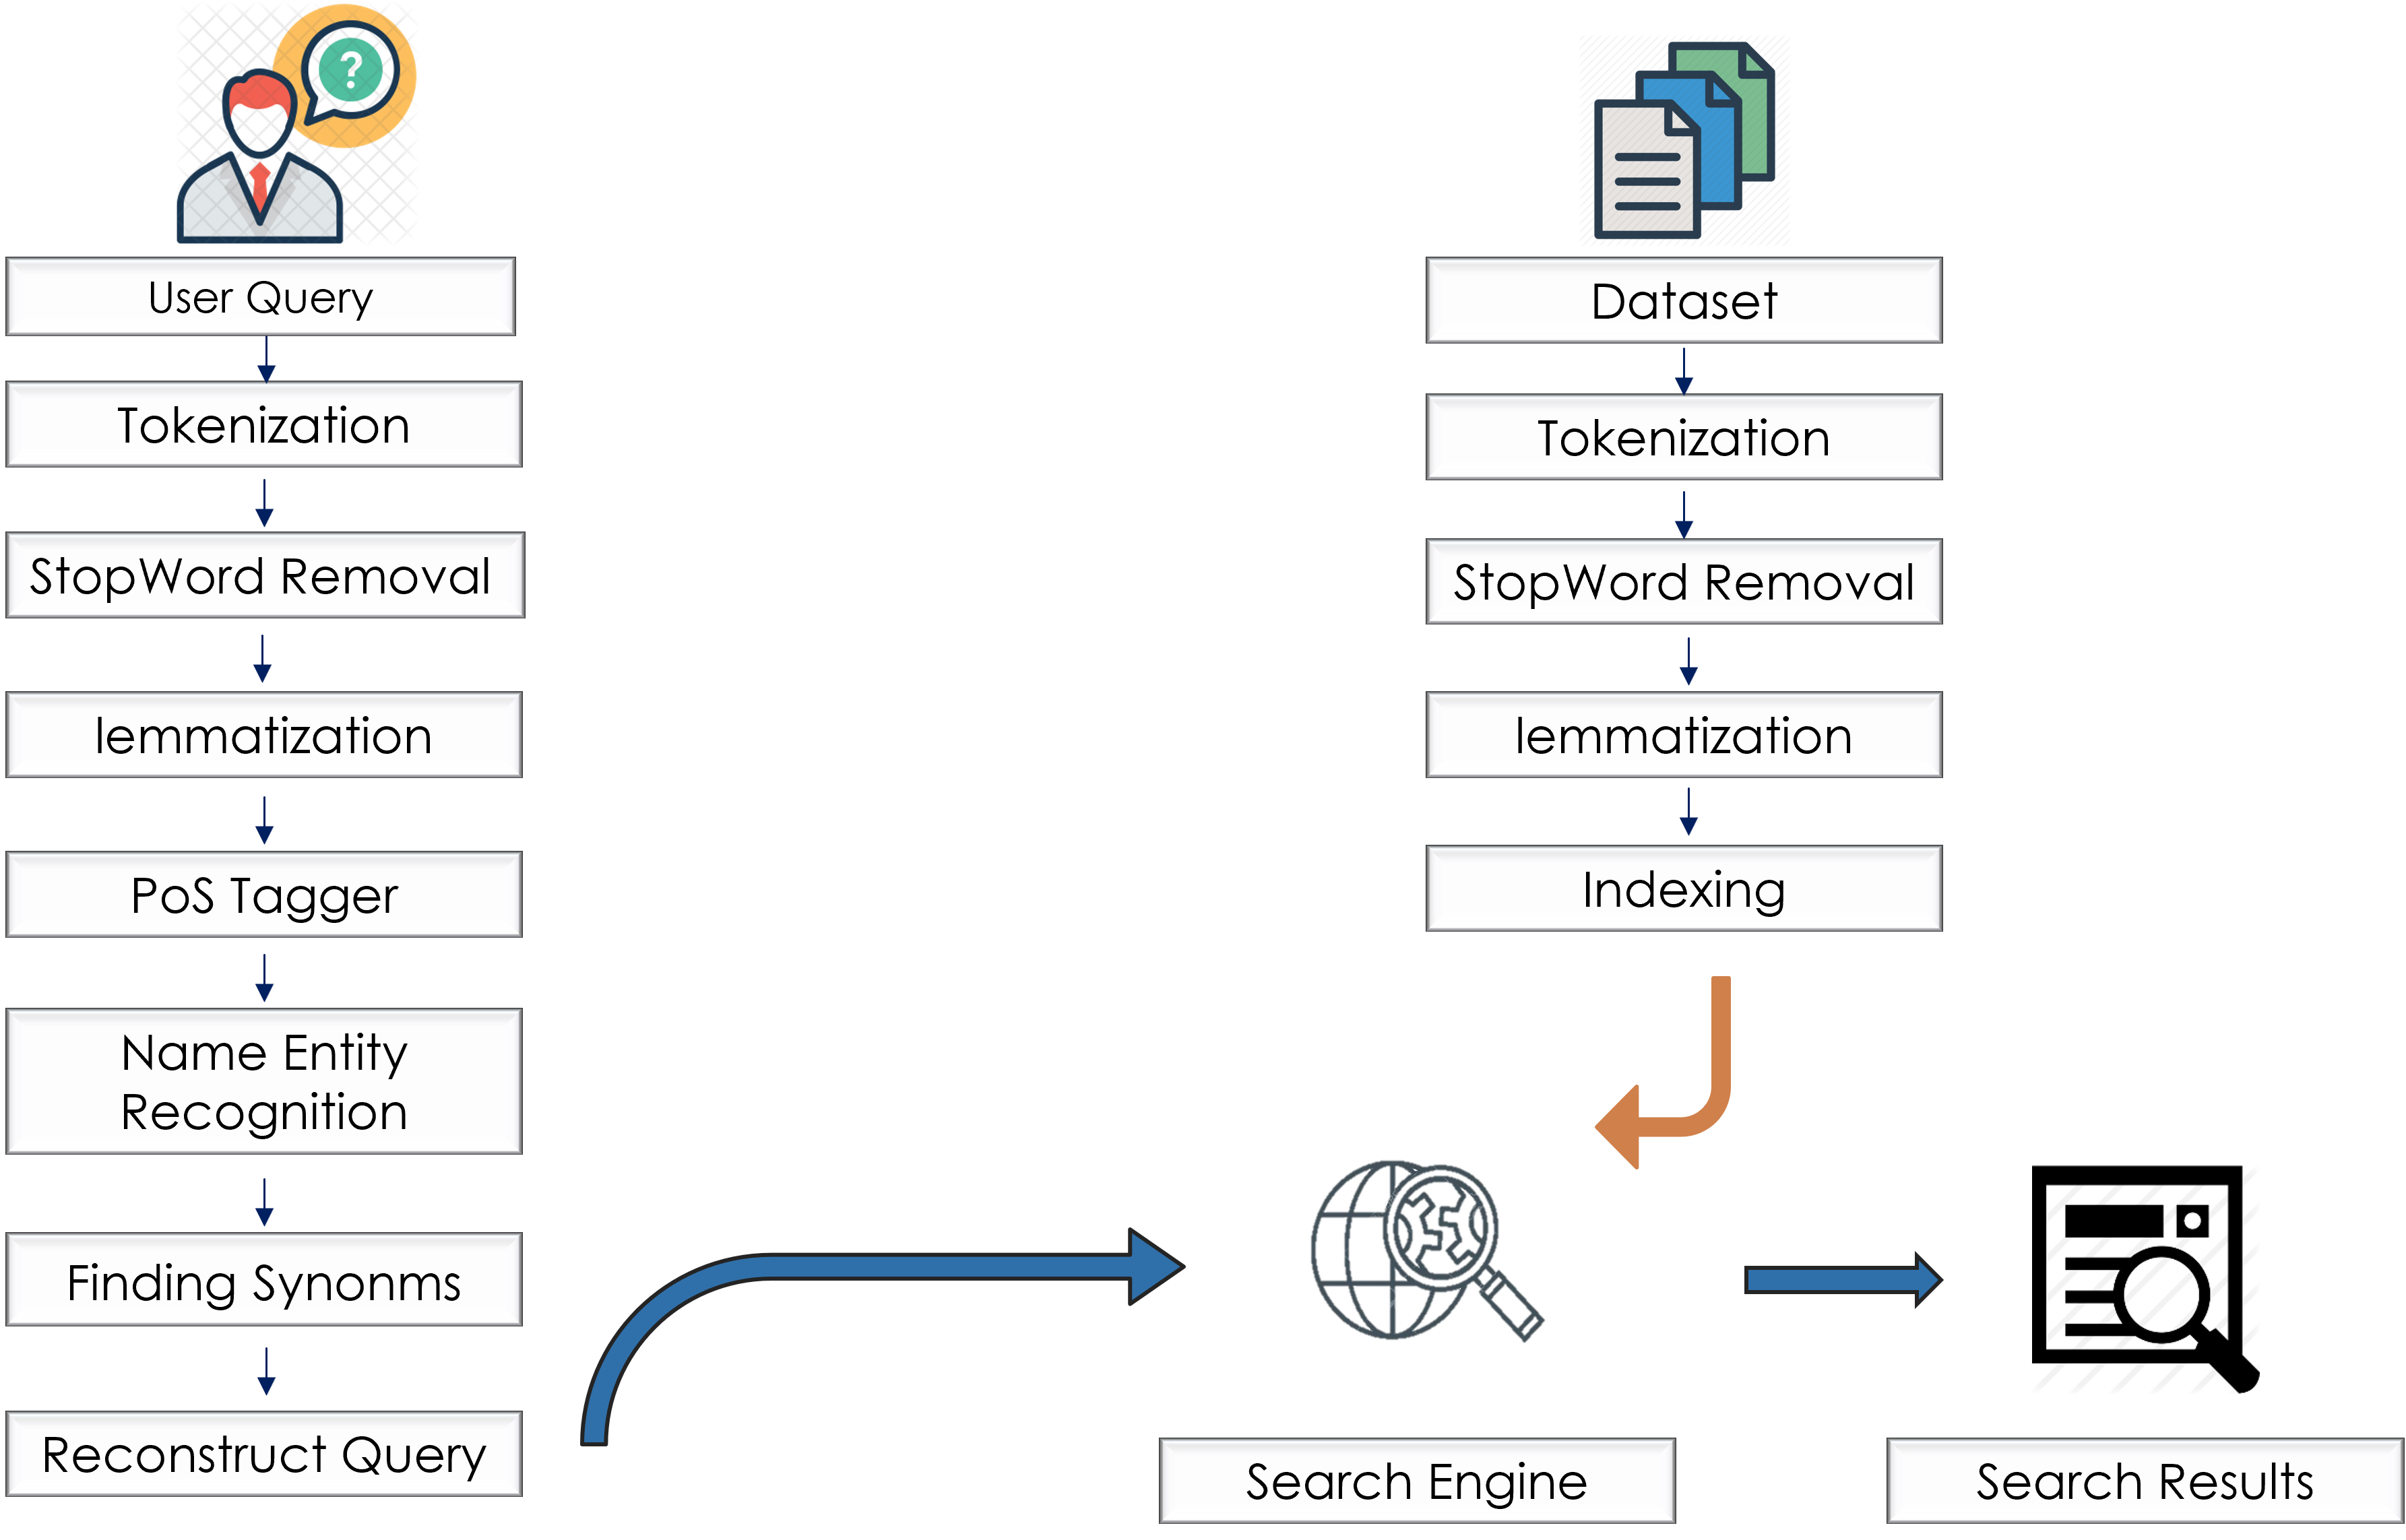 ?
User Query
Tokenization
StopWord Removal
lemmatization
PoS Tagger
Name Entity
Recognition
Finding Synonms
Reconstruct Query
Dataset
Tokenization
StopWord Removal
lemmatization
Indexing
Search Engine
Search Results